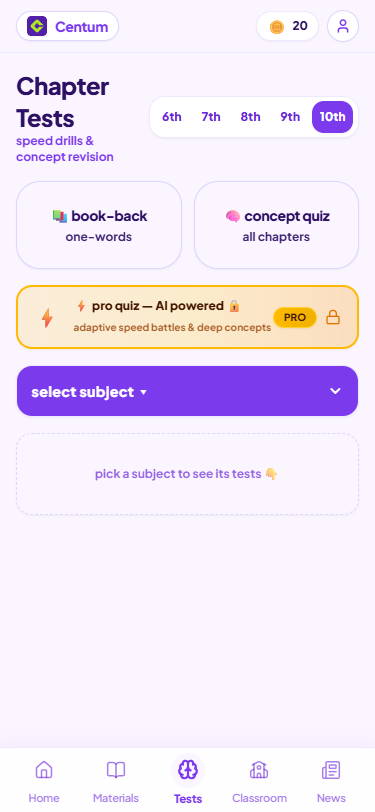 Centum
20
Chapter
Tests
speed drills &
concept revision
6th 7th 8th 9th 10th
📚 book-back
one-words
🧠 concept quiz
all chapters
⚡ pro quiz — AI powered 🔒
adaptive speed battles & deep concepts
PRO
select subject ▾
pick a subject to see its tests 👇
Home Materials Tests Classroom News